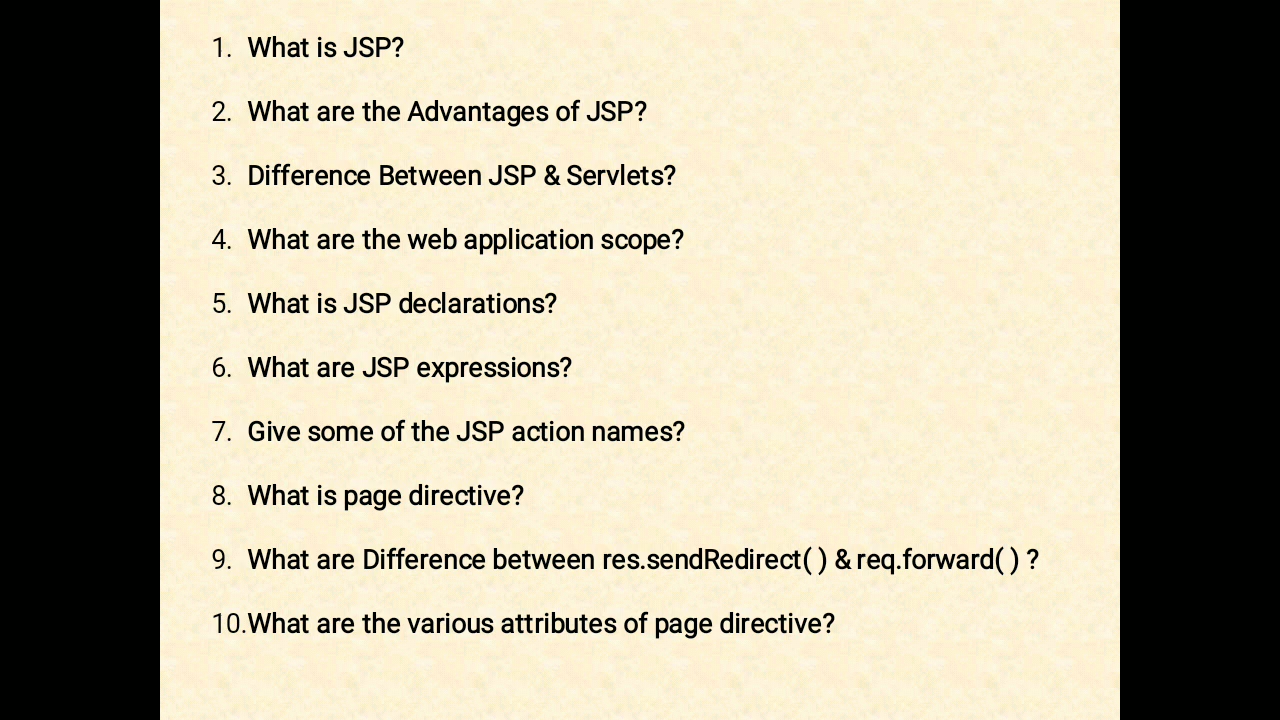 1. What is JSP?
2. What are the Advantages of JSP?
3. Difference Between JSP & Servlets?
4. What are the web application scope?
5. What is JSP declarations?
6. What are JSP expressions?
7. Give some of the JSP action names?
8. What is page directive?
9. What are Difference between res.sendRedirect( ) & req.forward( ) ?
10.What are the various attributes of page directive?